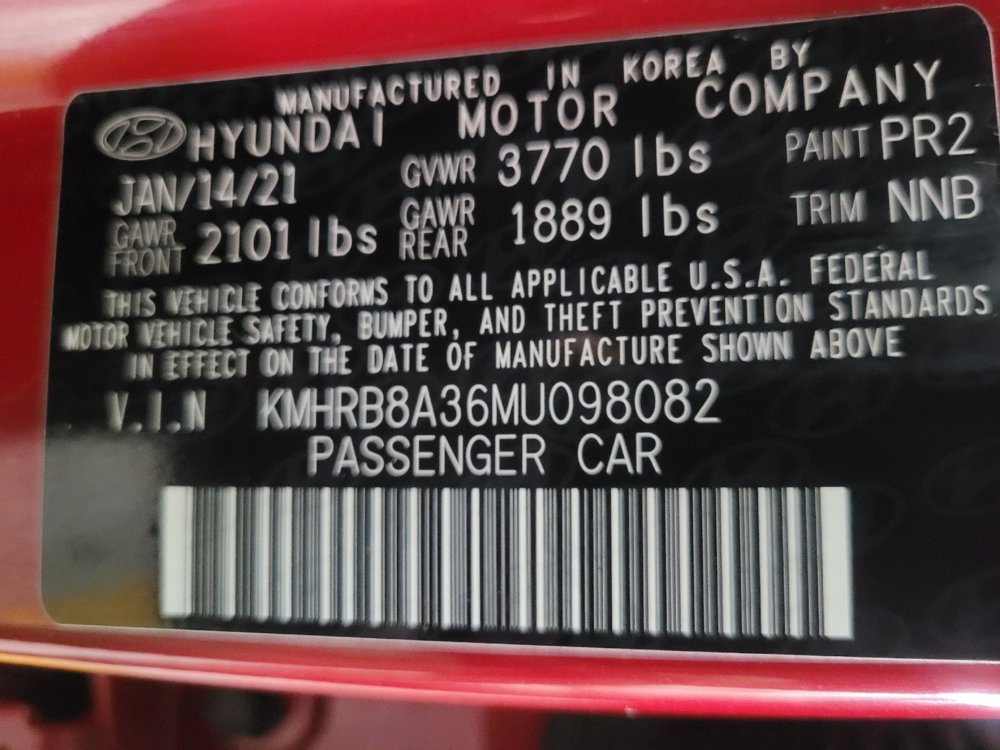 MANUFACTURED IN KOREA BY
HYUNDAI MOTOR COMPANY
JAN/14/21 GVWR 3770 lbs PAINT PR2
GAWR FRONT 2101 lbs GAWR REAR 1889 lbs TRIM NNB
THIS VEHICLE CONFORMS TO ALL APPLICABLE U.S.A. FEDERAL
MOTOR VEHICLE SAFETY, BUMPER, AND THEFT PREVENTION STANDARDS
IN EFFECT ON THE DATE OF MANUFACTURE SHOWN ABOVE
V.I.N KMHRB8A36MU098082
PASSENGER CAR